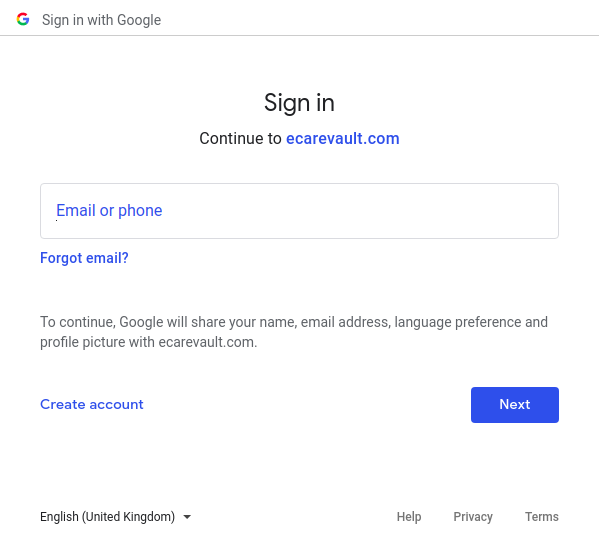 Sign in with Google
Sign in
Continue to ecarevault.com
Email or phone
Forgot email?
To continue, Google will share your name, email address, language preference and
profile picture with ecarevault.com.
Create account
Next
English (United Kingdom)
Help
Privacy
Terms